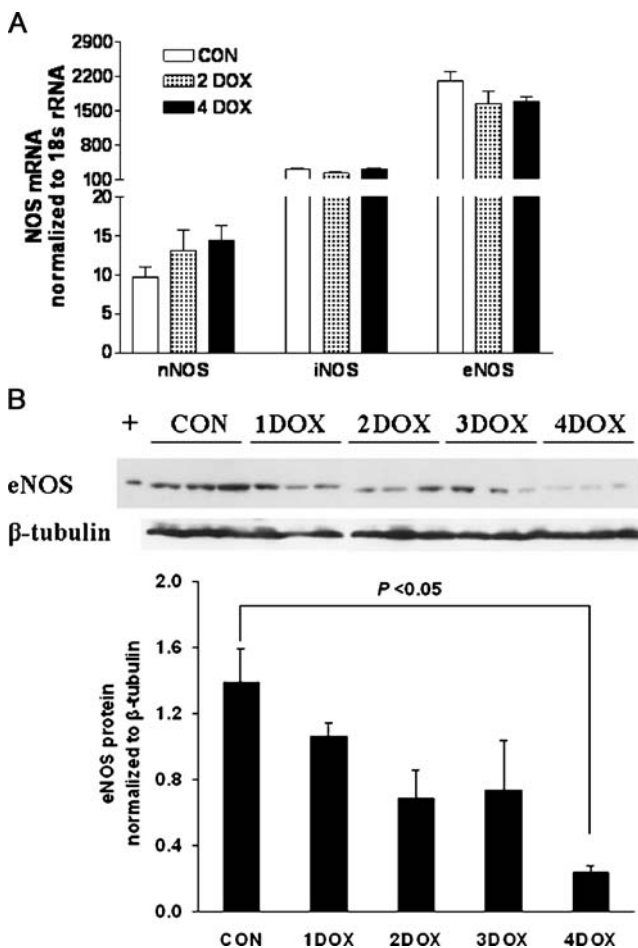 A
NOS mRNA
normalized to 18s rRNA
2900
2200
1500
800
100
20
15
10
5
0
CON
2 DOX
4 DOX
nNOS iNOS eNOS
B
+ CON 1DOX 2DOX 3DOX 4DOX
eNOS
β-tubulin
eNOS protein
normalized to β-tubulin
2.0
1.6
1.2
0.8
0.4
0.0
P <0.05
CON 1DOX 2DOX 3DOX 4DOX